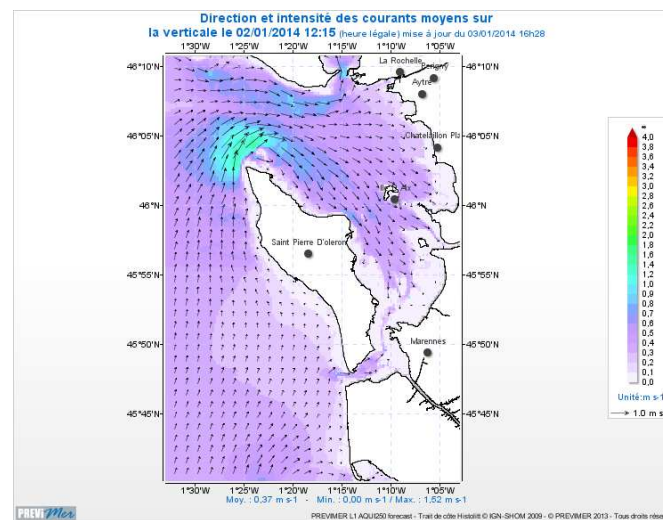 Direction et intensité des courants moyens sur
la verticale le 02/01/2014 12:15 (heure légale) mise à jour du 03/01/2014 16h28
1°30'W 1°25'W 1°20'W 1°15'W 1°10'W 1°05'W
46°10'N 46°10'N
La Rochelle
Perigny
Aytre
46°05'N 46°05'N
Chatelaillon Pla
46°N 46°N
Saint Pierre D'oleron
45°55'N 45°55'N
45°50'N 45°50'N
Marennes
45°45'N 45°45'N
1°30'W 1°25'W 1°20'W 1°15'W 1°10'W 1°05'W
Moy. : 0,37 m s-1 - Min. : 0,00 m s-1 / Max. : 1,52 m s-1
4,0
3,8
3,6
3,4
3,2
3,0
2,8
2,6
2,4
2,2
2,0
1,8
1,6
1,4
1,2
1,0
0,9
0,8
0,7
0,6
0,5
0,4
0,3
0,2
0,1
0,0
Unité:m s-1
1.0 m s
PREVIMER
PREVIMER L1 AQUI250 forecast - Trait de côte Histolitt © IGN-SHOM 2009 - © PREVIMER 2013 - Tous droits rése